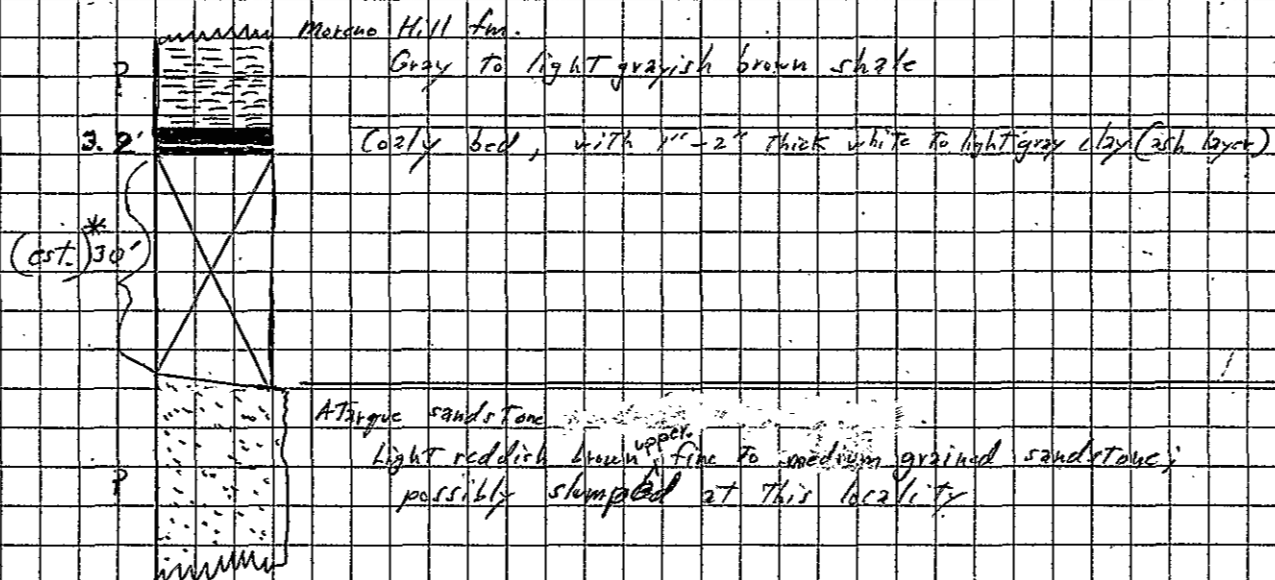 Moreno Hill fm.
? Gray to light grayish brown shale
3.2' Coaly bed, with 1"-2" thick white to light gray clay (ash layer)
(est.)*30'
Atarque sandstone
upper
Light reddish brown, fine to medium grained sandstone;
? possibly slumped at this locality